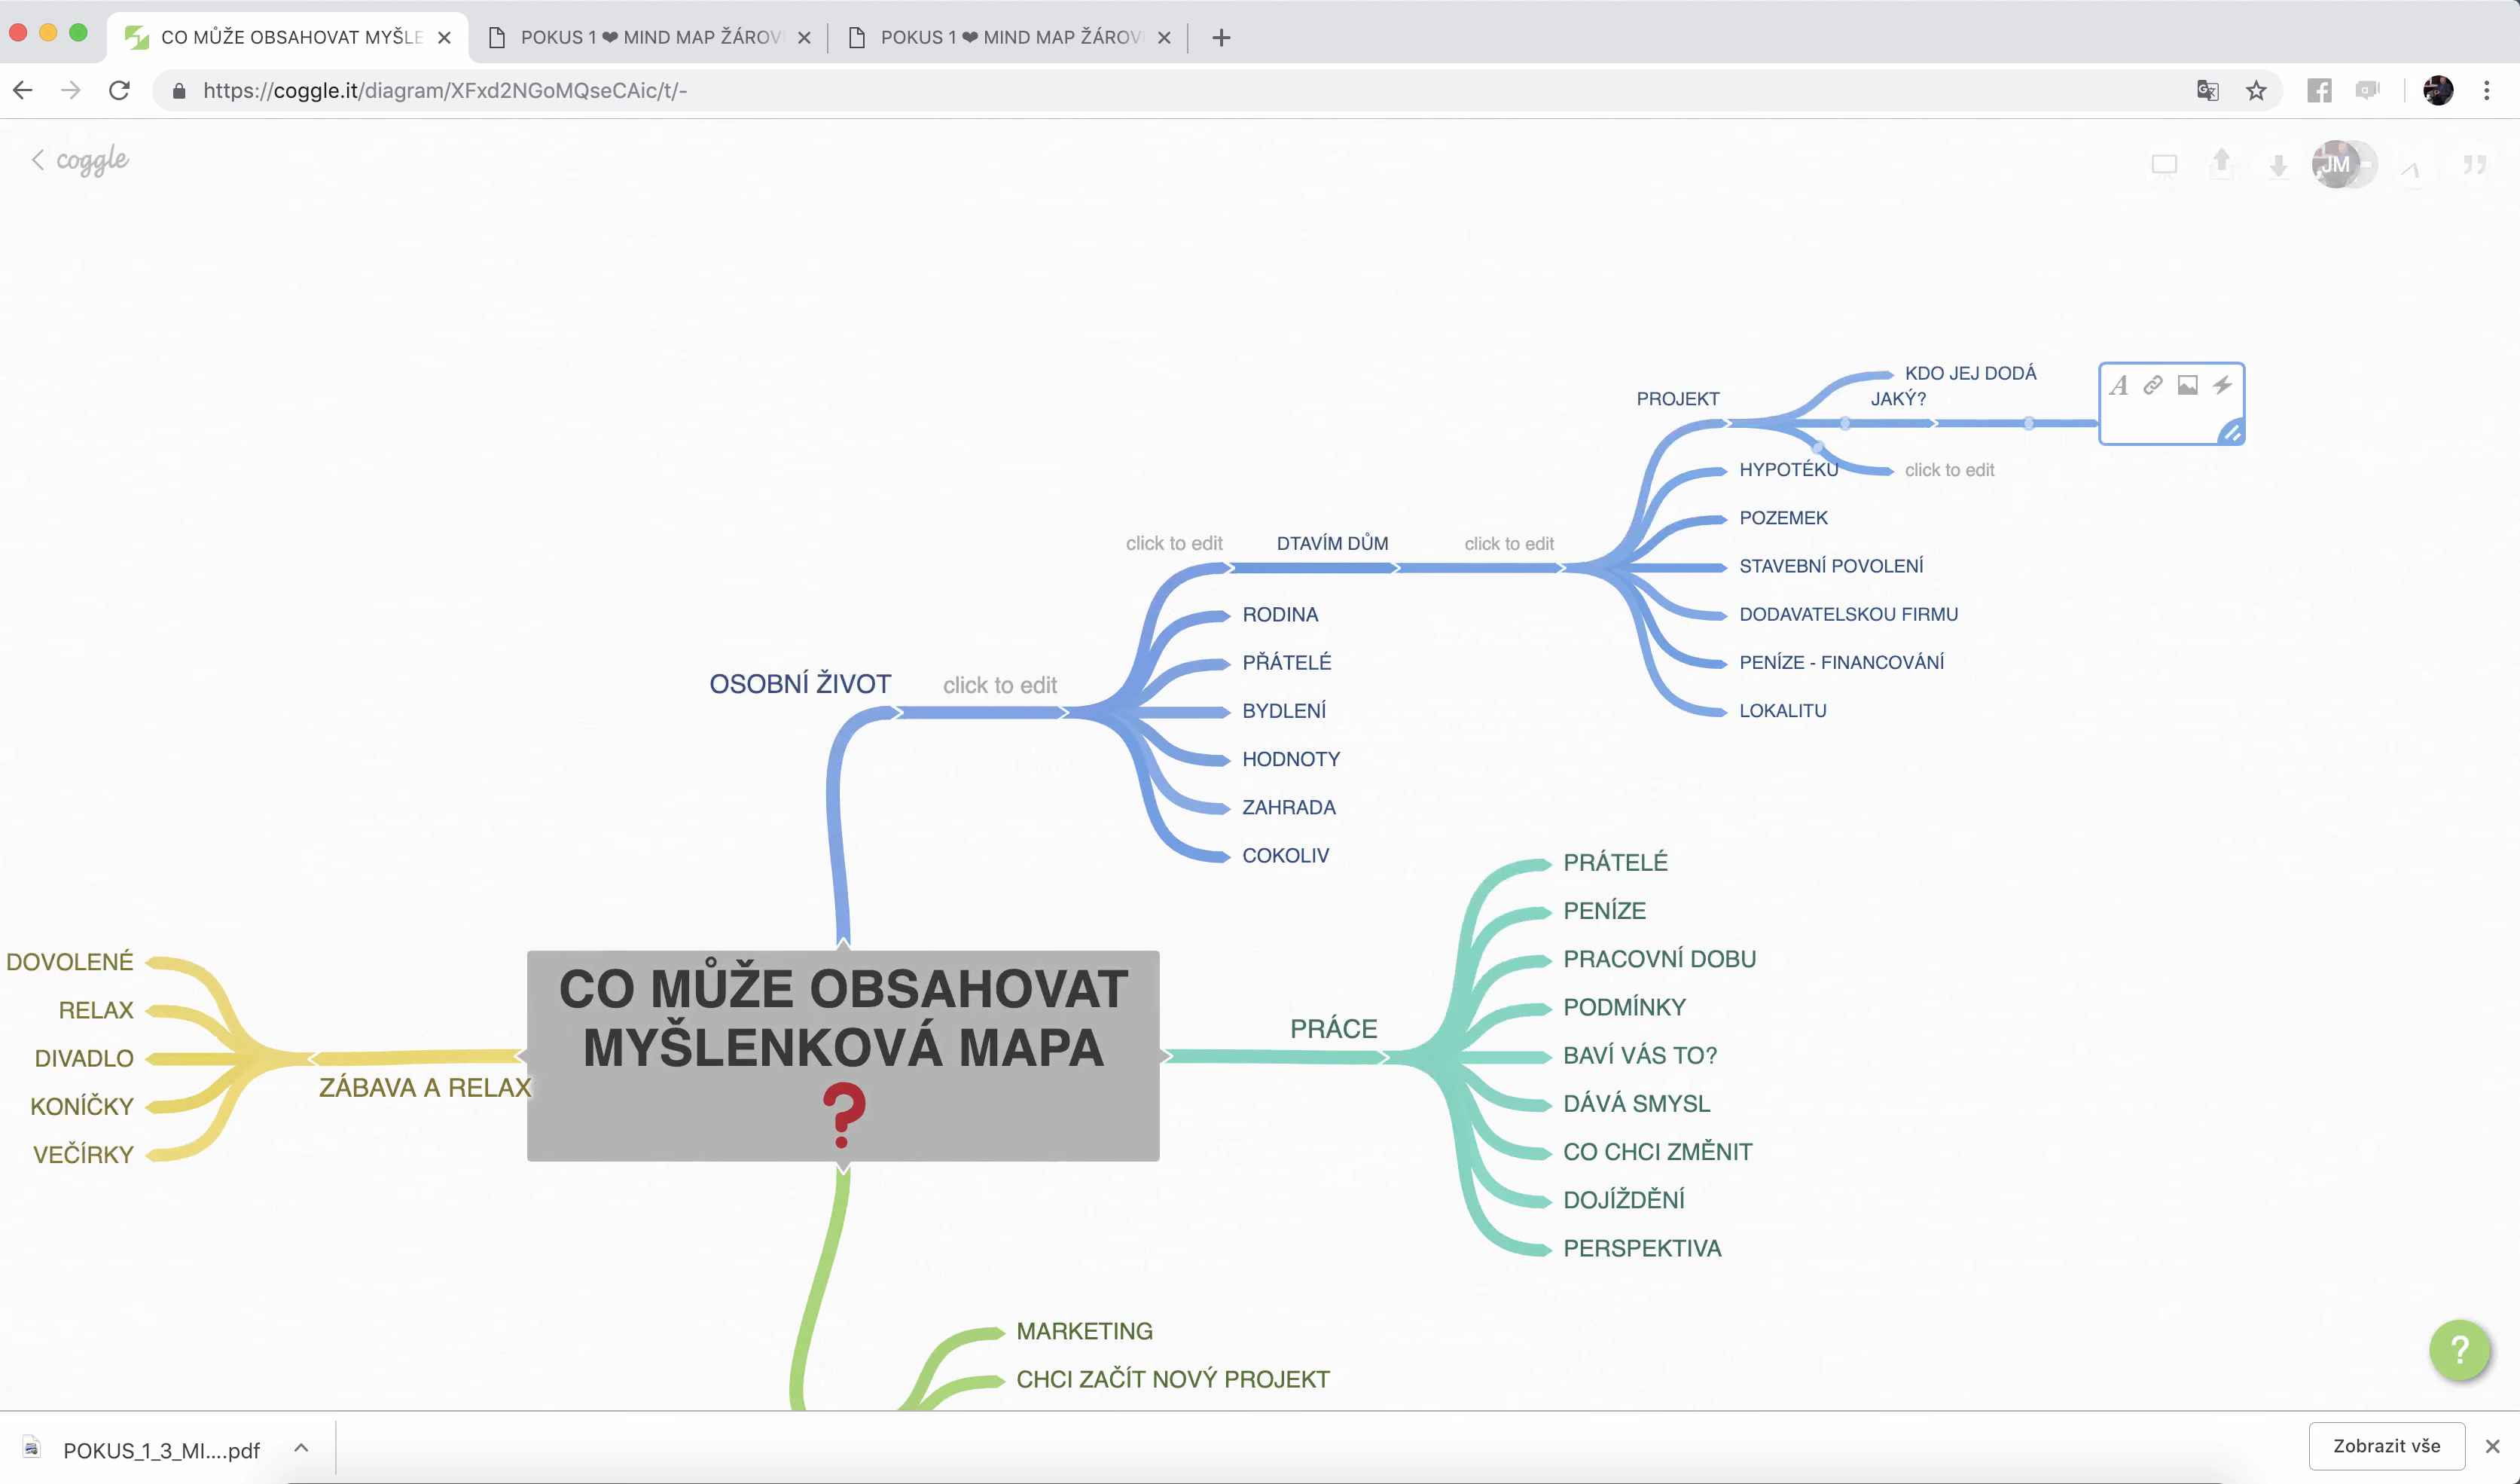 CO MŮŽE OBSAHOVAT MYŠLE
POKUS 1 ❤ MIND MAP ŽÁROV
POKUS 1 ❤ MIND MAP ŽÁROV
https://coggle.it/diagram/XFxd2NGoMQseCAic/t/-
coggle
JM
KDO JEJ DODÁ
PROJEKT
JAKÝ?
HYPOTÉKU
click to edit
POZEMEK
click to edit
DTAVÍM DŮM
click to edit
STAVEBNÍ POVOLENÍ
RODINA
DODAVATELSKOU FIRMU
PŘÁTELÉ
PENÍZE - FINANCOVÁNÍ
OSOBNÍ ŽIVOT
click to edit
BYDLENÍ
LOKALITU
HODNOTY
ZAHRADA
COKOLIV
PRÁTELÉ
PENÍZE
PRACOVNÍ DOBU
PODMÍNKY
PRÁCE
BAVÍ VÁS TO?
DÁVÁ SMYSL
CO CHCI ZMĚNIT
DOJÍŽDĚNÍ
PERSPEKTIVA
CO MŮŽE OBSAHOVAT
MYŠLENKOVÁ MAPA
?
DOVOLENÉ
RELAX
DIVADLO
ZÁBAVA A RELAX
KONÍČKY
VEČÍRKY
MARKETING
CHCI ZAČÍT NOVÝ PROJEKT
?
POKUS_1_3_MI....pdf
Zobrazit vše